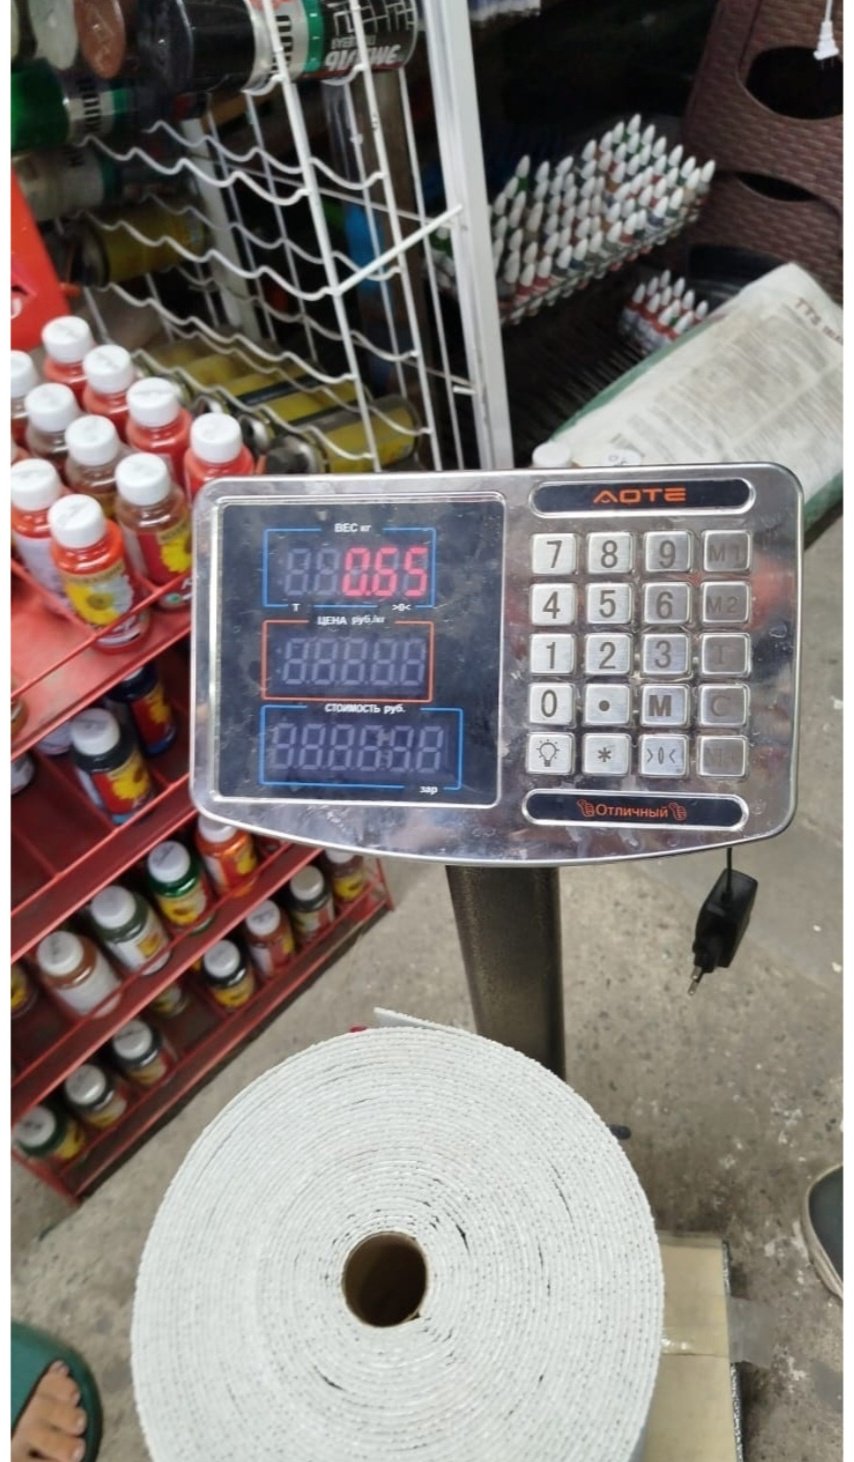 AOTE
ВЕС кг
0.65
T >0<
ЦЕНА руб./кг
СТОИМОСТЬ руб.
зар
7 8 9 M1
4 5 6 M2
1 2 3 T
0 • M C
* >0<
Отличный